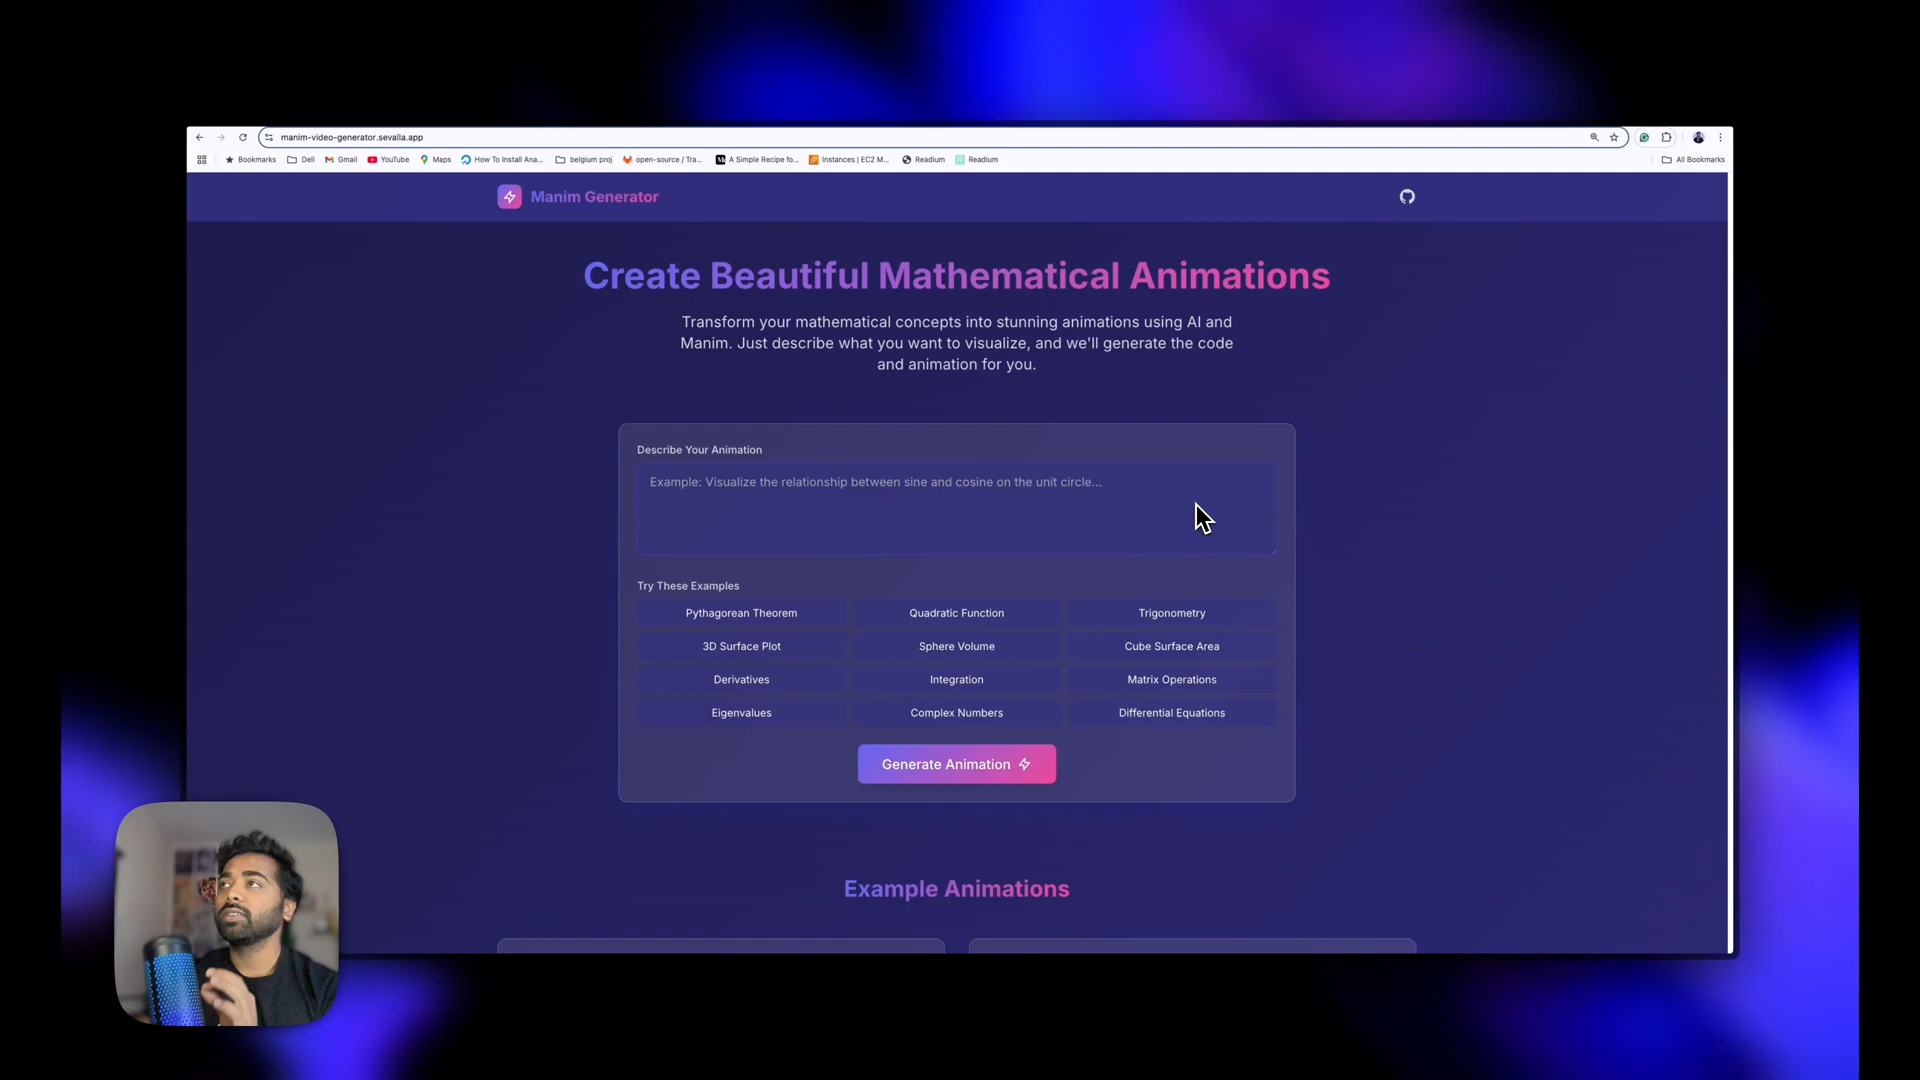 manim-video-generator.sevalla.app
Bookmarks Dell Gmail YouTube Maps How To Install Ana... belgium proj open-source / Tra... A Simple Recipe fo... Instances | EC2 M... Readium Readium All Bookmarks
Manim Generator
Create Beautiful Mathematical Animations
Transform your mathematical concepts into stunning animations using AI and
Manim. Just describe what you want to visualize, and we'll generate the code
and animation for you.
Describe Your Animation
Example: Visualize the relationship between sine and cosine on the unit circle...
Try These Examples
Pythagorean Theorem Quadratic Function Trigonometry
3D Surface Plot Sphere Volume Cube Surface Area
Derivatives Integration Matrix Operations
Eigenvalues Complex Numbers Differential Equations
Generate Animation
Example Animations